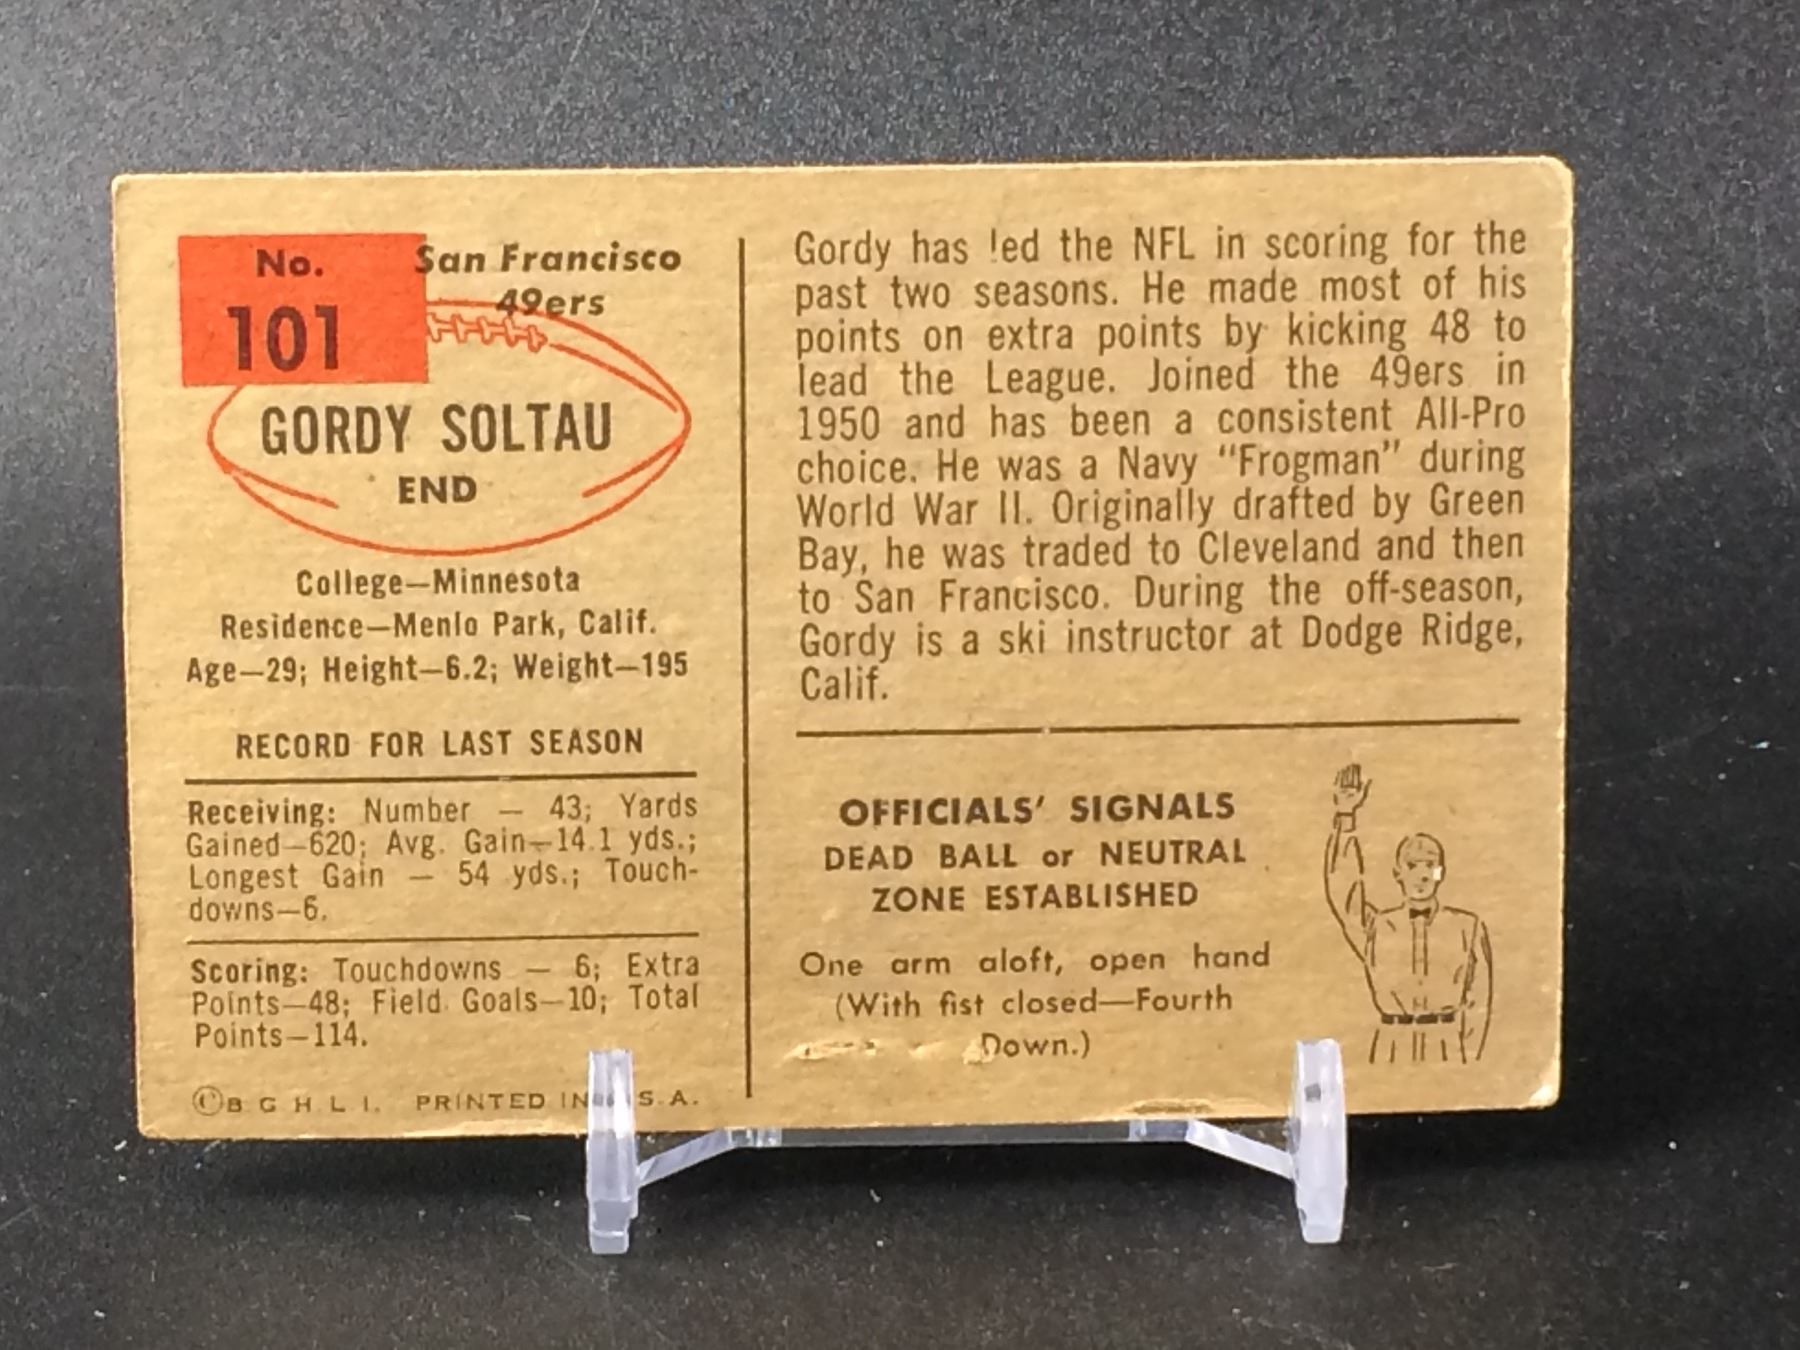 No.
101
San Francisco
49ers
GORDY SOLTAU
END
College—Minnesota
Residence—Menlo Park, Calif.
Age—29; Height—6.2; Weight—195
RECORD FOR LAST SEASON
Receiving: Number — 43; Yards
Gained—620; Avg. Gain—14.1 yds.;
Longest Gain — 54 yds.; Touch-
downs—6.
Scoring: Touchdowns — 6; Extra
Points—48; Field Goals—10; Total
Points—114.
© B G H L I. PRINTED IN S.A.
Gordy has led the NFL in scoring for the
past two seasons. He made most of his
points on extra points by kicking 48 to
lead the League. Joined the 49ers in
1950 and has been a consistent All-Pro
choice. He was a Navy "Frogman" during
World War II. Originally drafted by Green
Bay, he was traded to Cleveland and then
to San Francisco. During the off-season,
Gordy is a ski instructor at Dodge Ridge,
Calif.
OFFICIALS' SIGNALS
DEAD BALL or NEUTRAL
ZONE ESTABLISHED
One arm aloft, open hand
(With fist closed—Fourth
Down.)